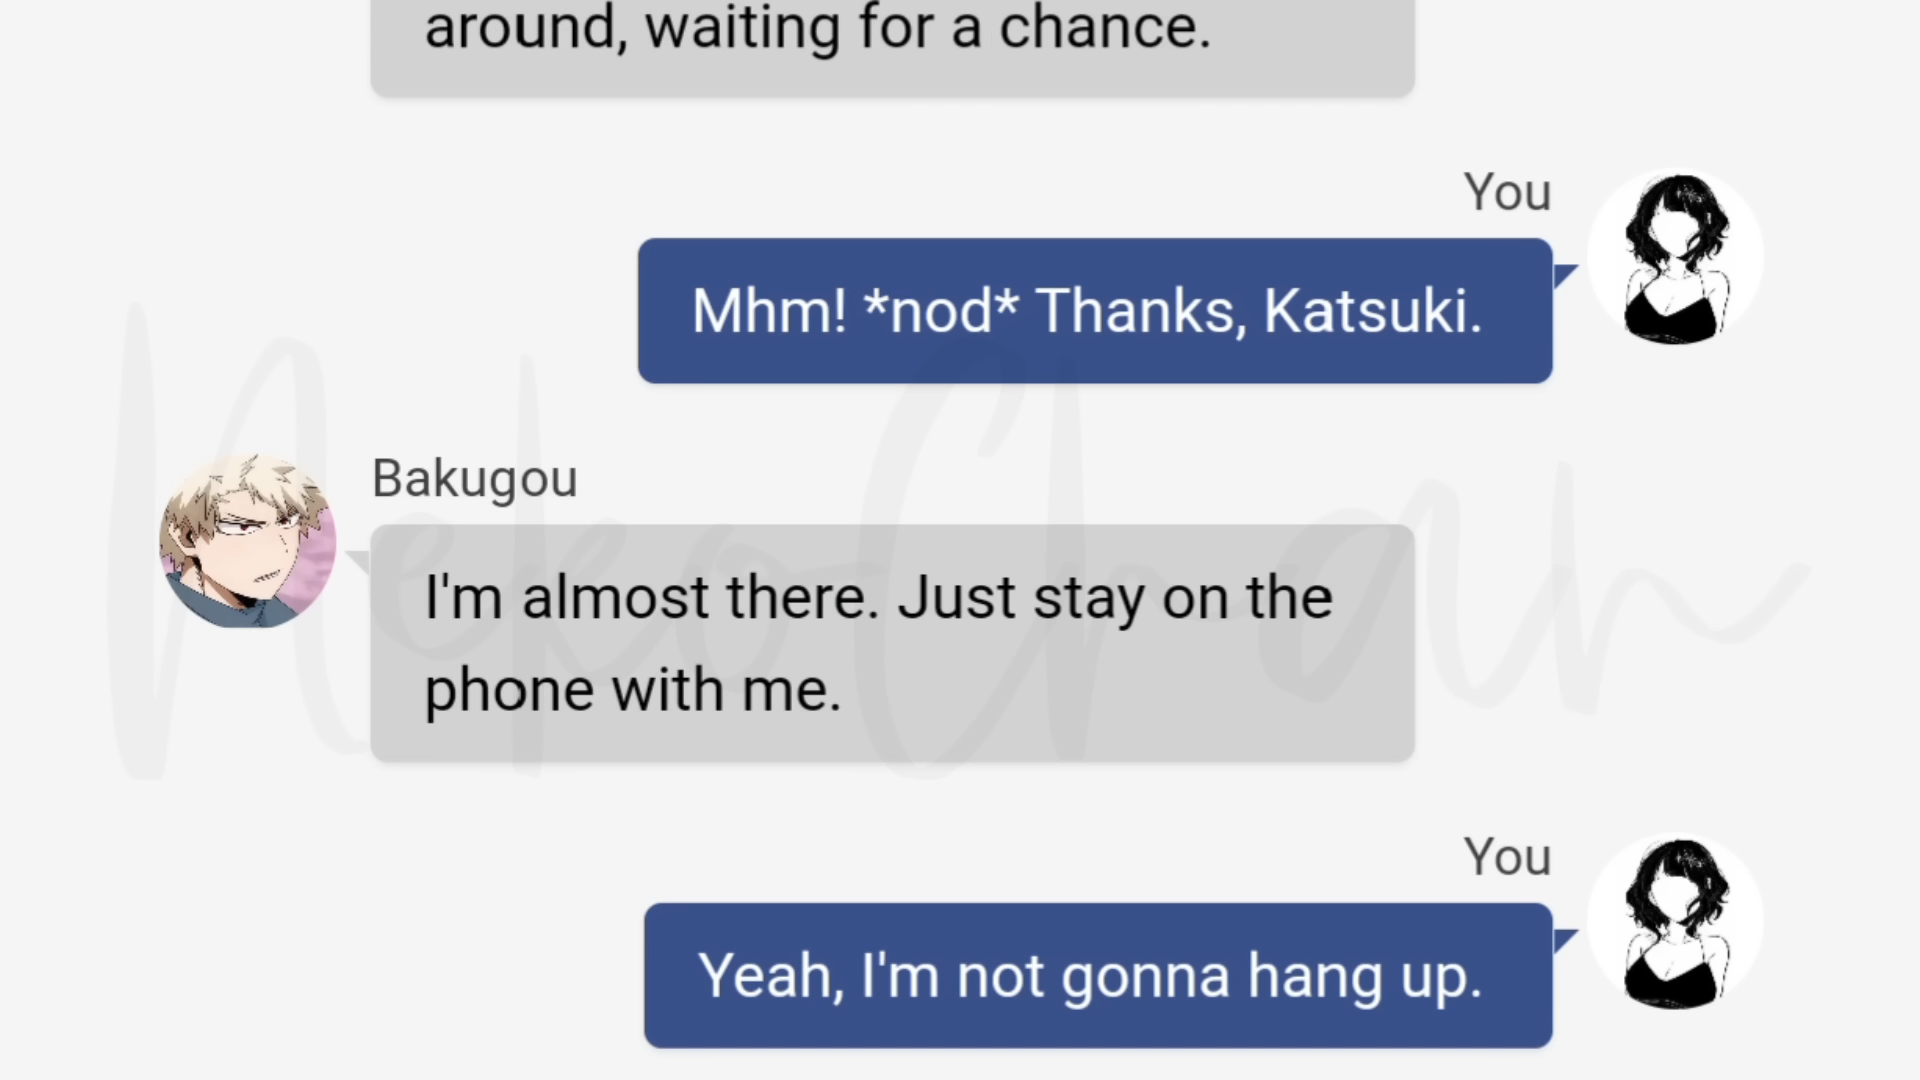 around, waiting for a chance.
You
Mhm! *nod* Thanks, Katsuki.
Bakugou
I'm almost there. Just stay on the
phone with me.
You
Yeah, I'm not gonna hang up.
NekoChan